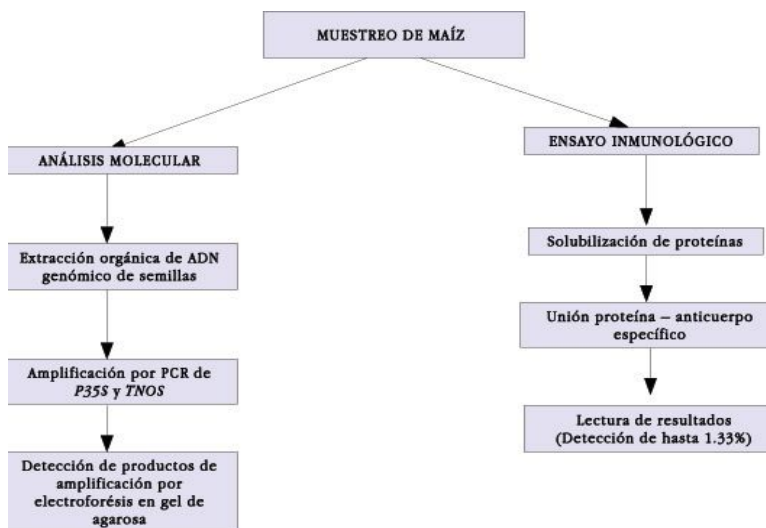 MUESTREO DE MAÍZ
ANÁLISIS MOLECULAR
Extracción orgánica de ADN
genómico de semillas
Amplificación por PCR de
P35S y TNOS
Detección de productos de
amplificación por
electroforésis en gel de
agarosa
ENSAYO INMUNOLÓGICO
Solubilización de proteínas
Unión proteína – anticuerpo
específico
Lectura de resultados
(Detección de hasta 1.33%)